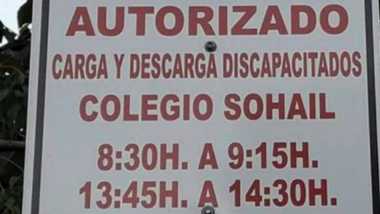 AUTORIZADO
CARGA Y DESCARGA DISCAPACITADOS
COLEGIO SOHAIL
8:30H. A 9:15H.
13:45H. A 14:30H.